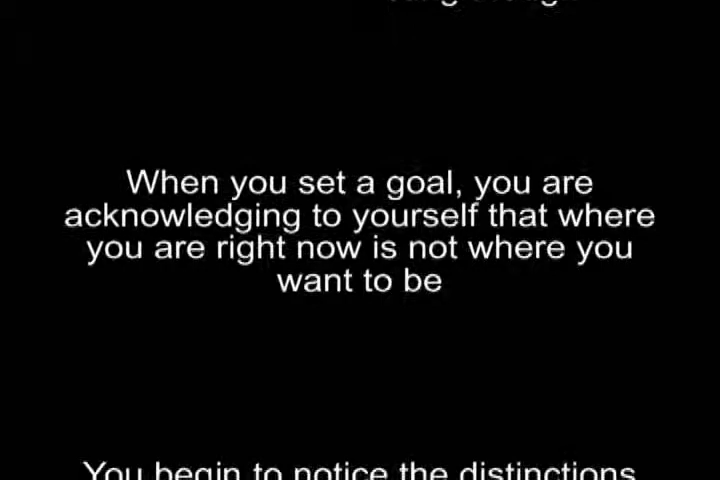 When you set a goal, you are
acknowledging to yourself that where
you are right now is not where you
want to be
You begin to notice the distinctions